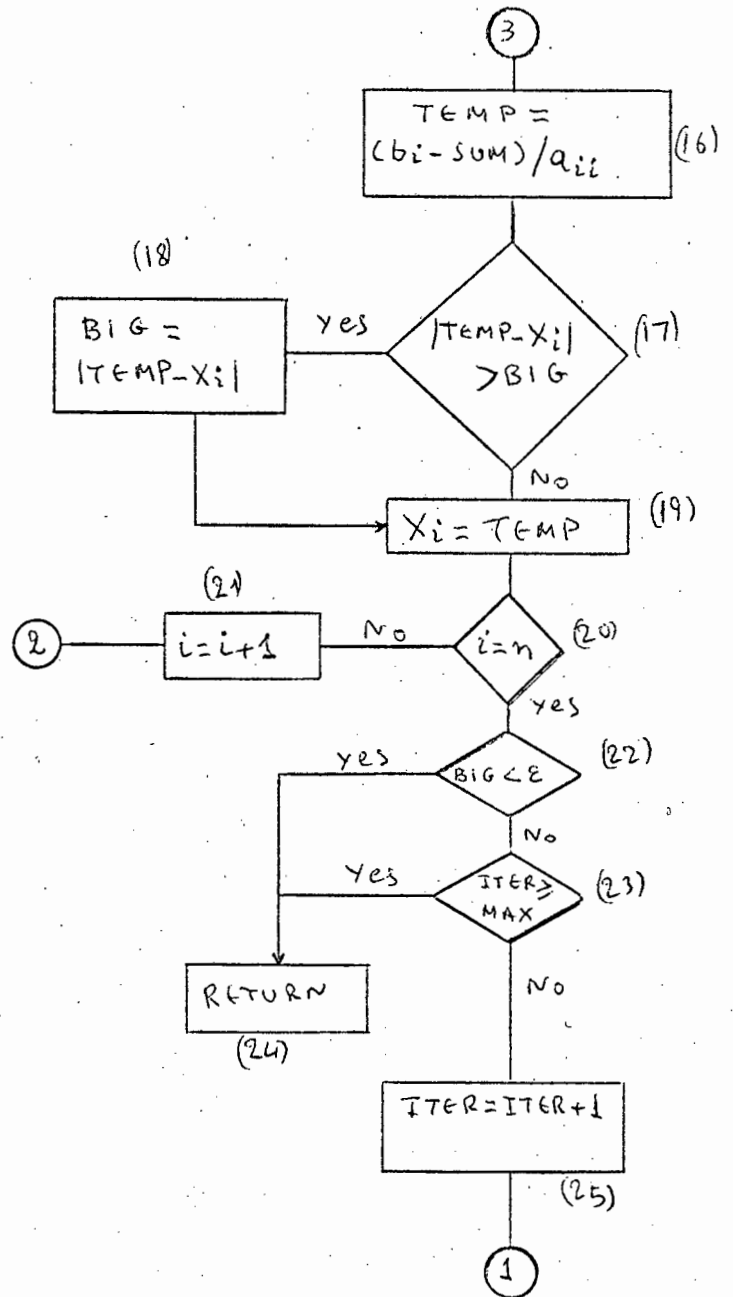 3
TEMP =
(bi-SUM)/aii
(16)
(18)
BIG =
|TEMP-Xi|
yes
|TEMP-Xi|
>BIG
(17)
No
Xi = TEMP
(19)
(21)
2
i=i+1
No
i=n
(20)
yes
yes
BIG<ε
(22)
No
Yes
ITER≥
MAX
(23)
No
RETURN
(24)
ITER=ITER+1
(25)
1